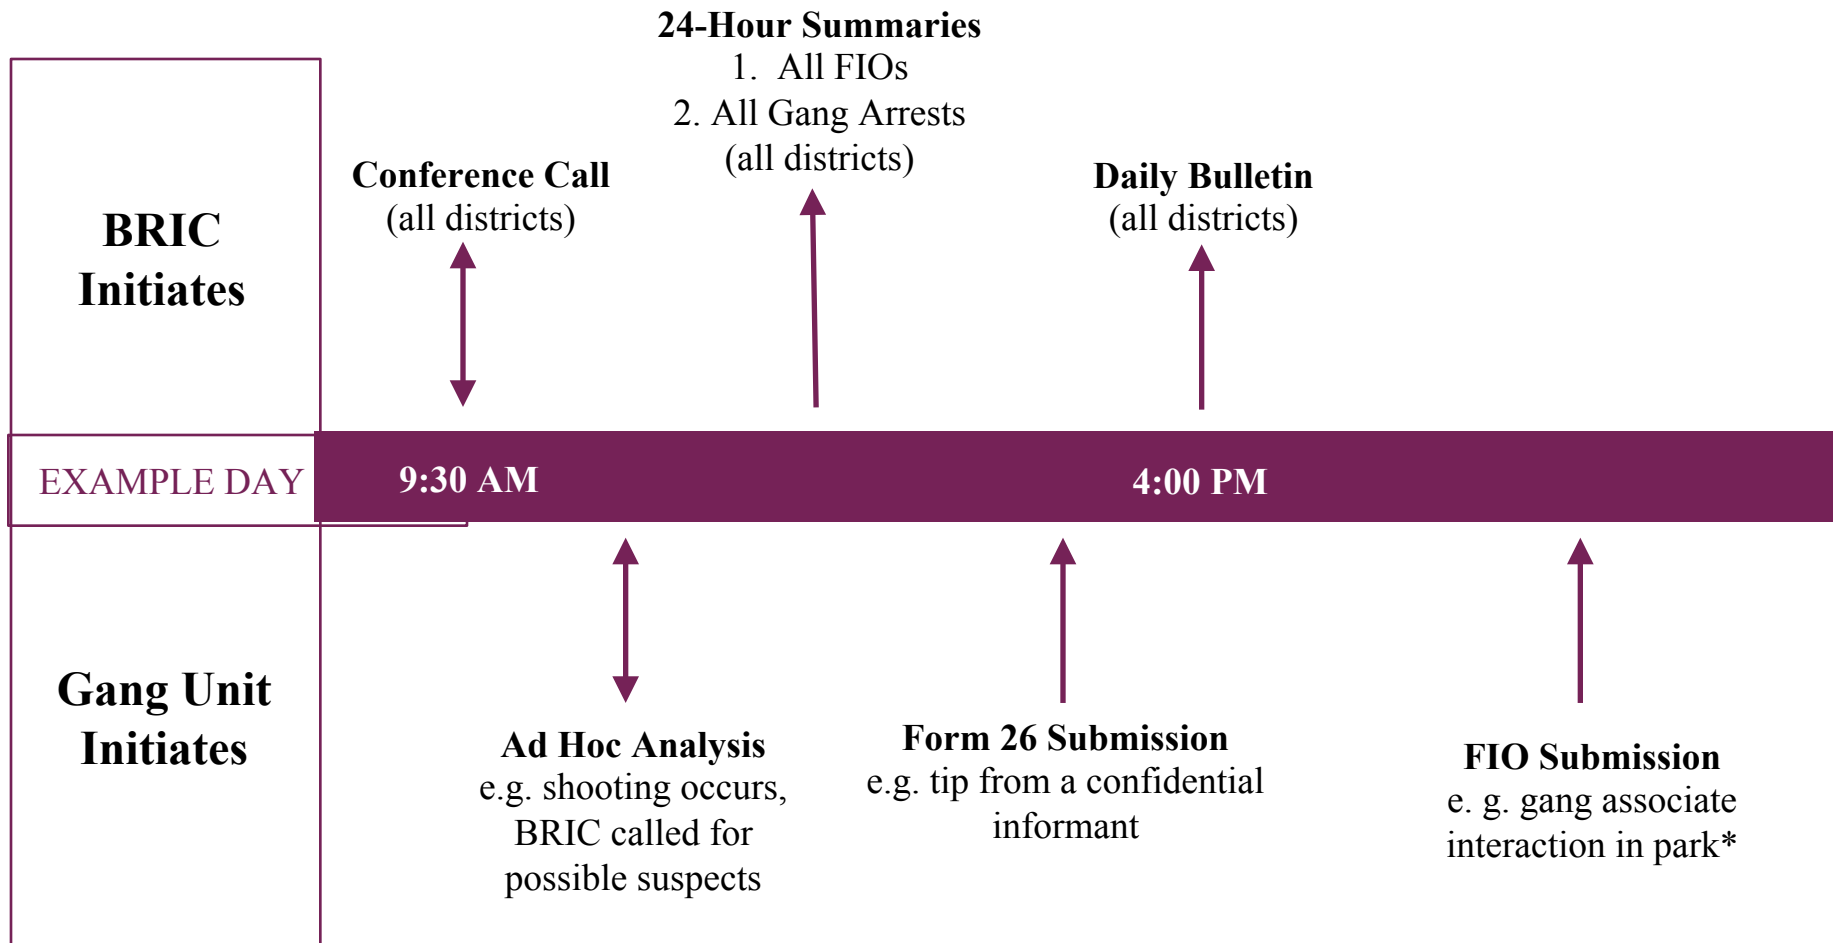 24-Hour Summaries
1. All FIOs
2. All Gang Arrests
(all districts)
Conference Call
(all districts)
Daily Bulletin
(all districts)
BRIC
Initiates
EXAMPLE DAY
9:30 AM
4:00 PM
Gang Unit
Initiates
Ad Hoc Analysis
e.g. shooting occurs,
BRIC called for
possible suspects
Form 26 Submission
e.g. tip from a confidential
informant
FIO Submission
e. g. gang associate
interaction in park*